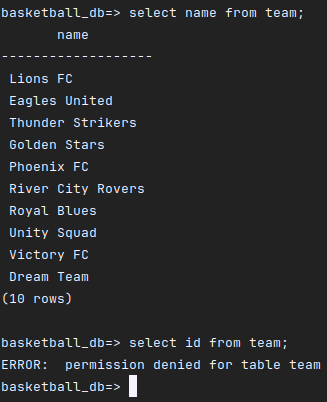 basketball_db=> select name from team;
name
-------------------
Lions FC
Eagles United
Thunder Strikers
Golden Stars
Phoenix FC
River City Rovers
Royal Blues
Unity Squad
Victory FC
Dream Team
(10 rows)
basketball_db=> select id from team;
ERROR:  permission denied for table team
basketball_db=>